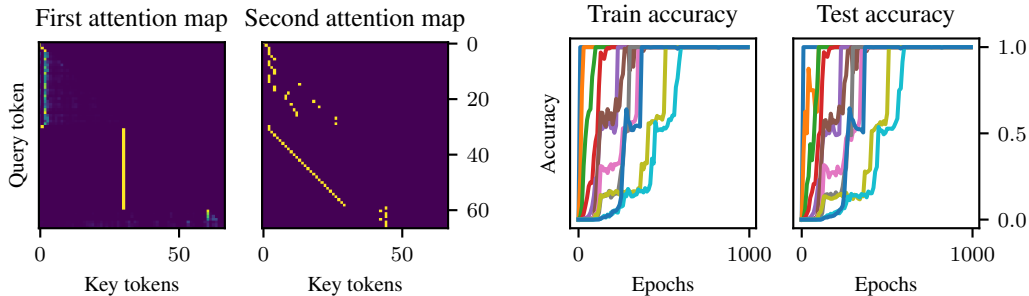 First attention map
Second attention map
Train accuracy
Test accuracy
Query token
0
20
40
60
0
50
Key tokens
0
50
Key tokens
Accuracy
0
1000
Epochs
0
1000
Epochs
1.0
0.5
0.0